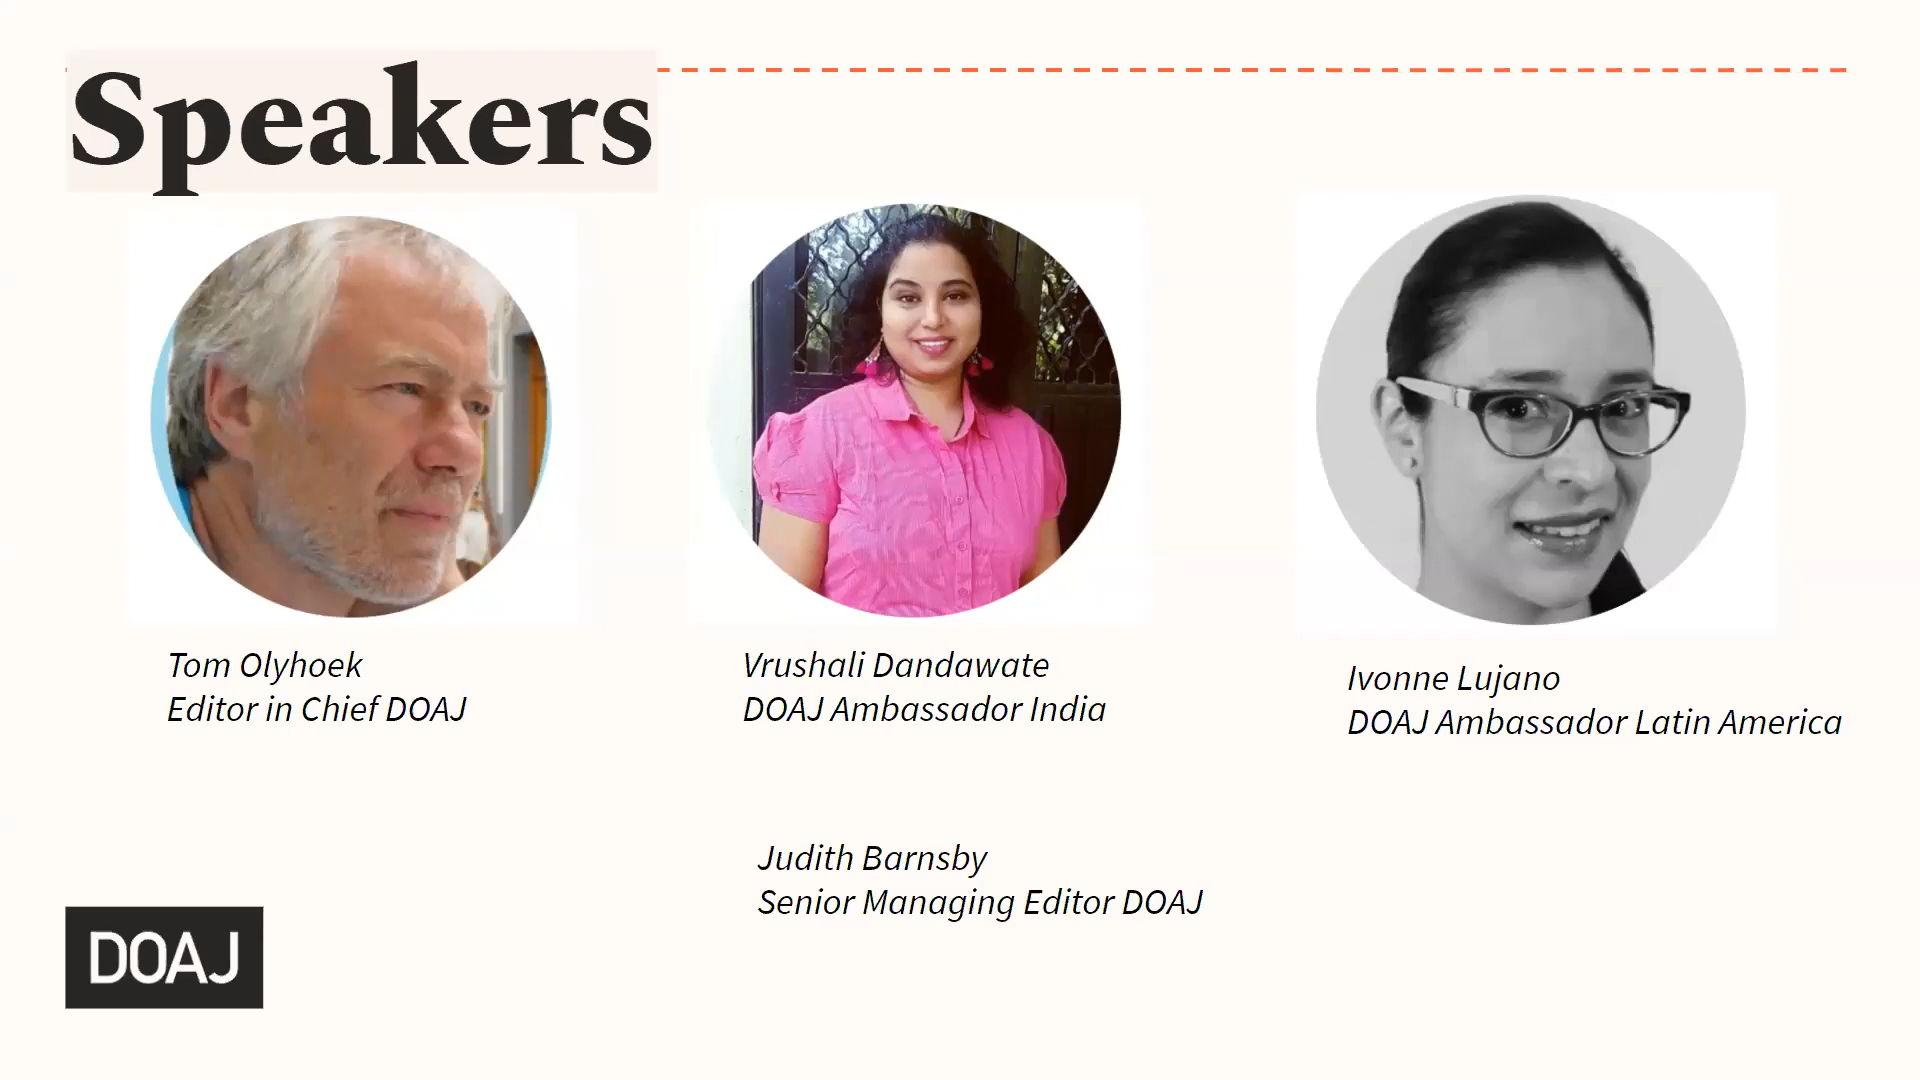 Speakers
Tom Olyhoek
Editor in Chief DOAJ
Vrushali Dandawate
DOAJ Ambassador India
Ivonne Lujano
DOAJ Ambassador Latin America
Judith Barnsby
Senior Managing Editor DOAJ
DOAJ